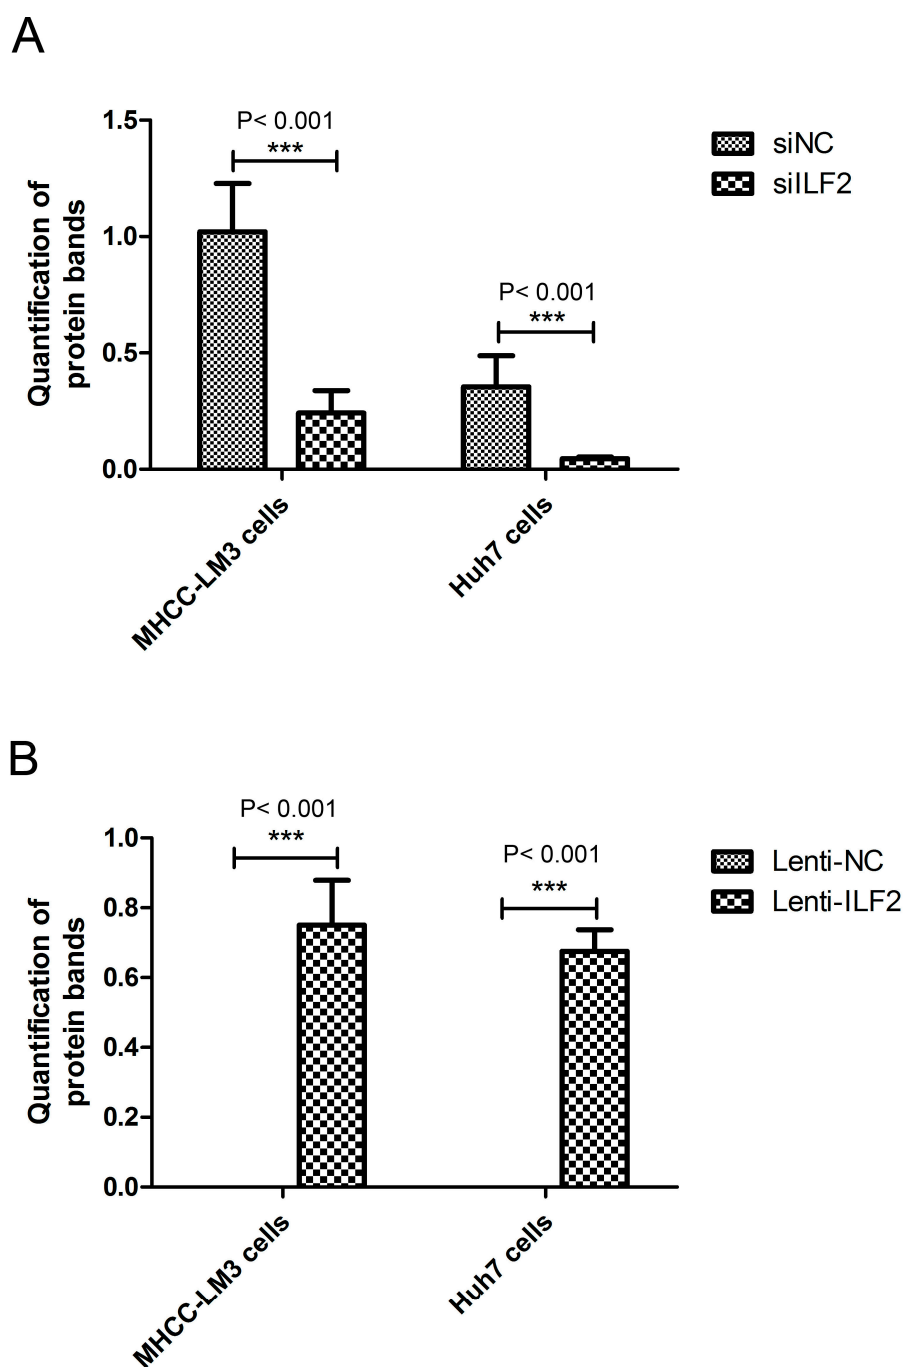 A
P< 0.001
***
P< 0.001
***
siNC
siILF2
Quantification of
protein bands
1.5
1.0
0.5
0.0
MHCC-LM3 cells
Huh7 cells
B
P< 0.001
***
P< 0.001
***
Lenti-NC
Lenti-ILF2
Quantification of
protein bands
1.0
0.8
0.6
0.4
0.2
0.0
MHCC-LM3 cells
Huh7 cells